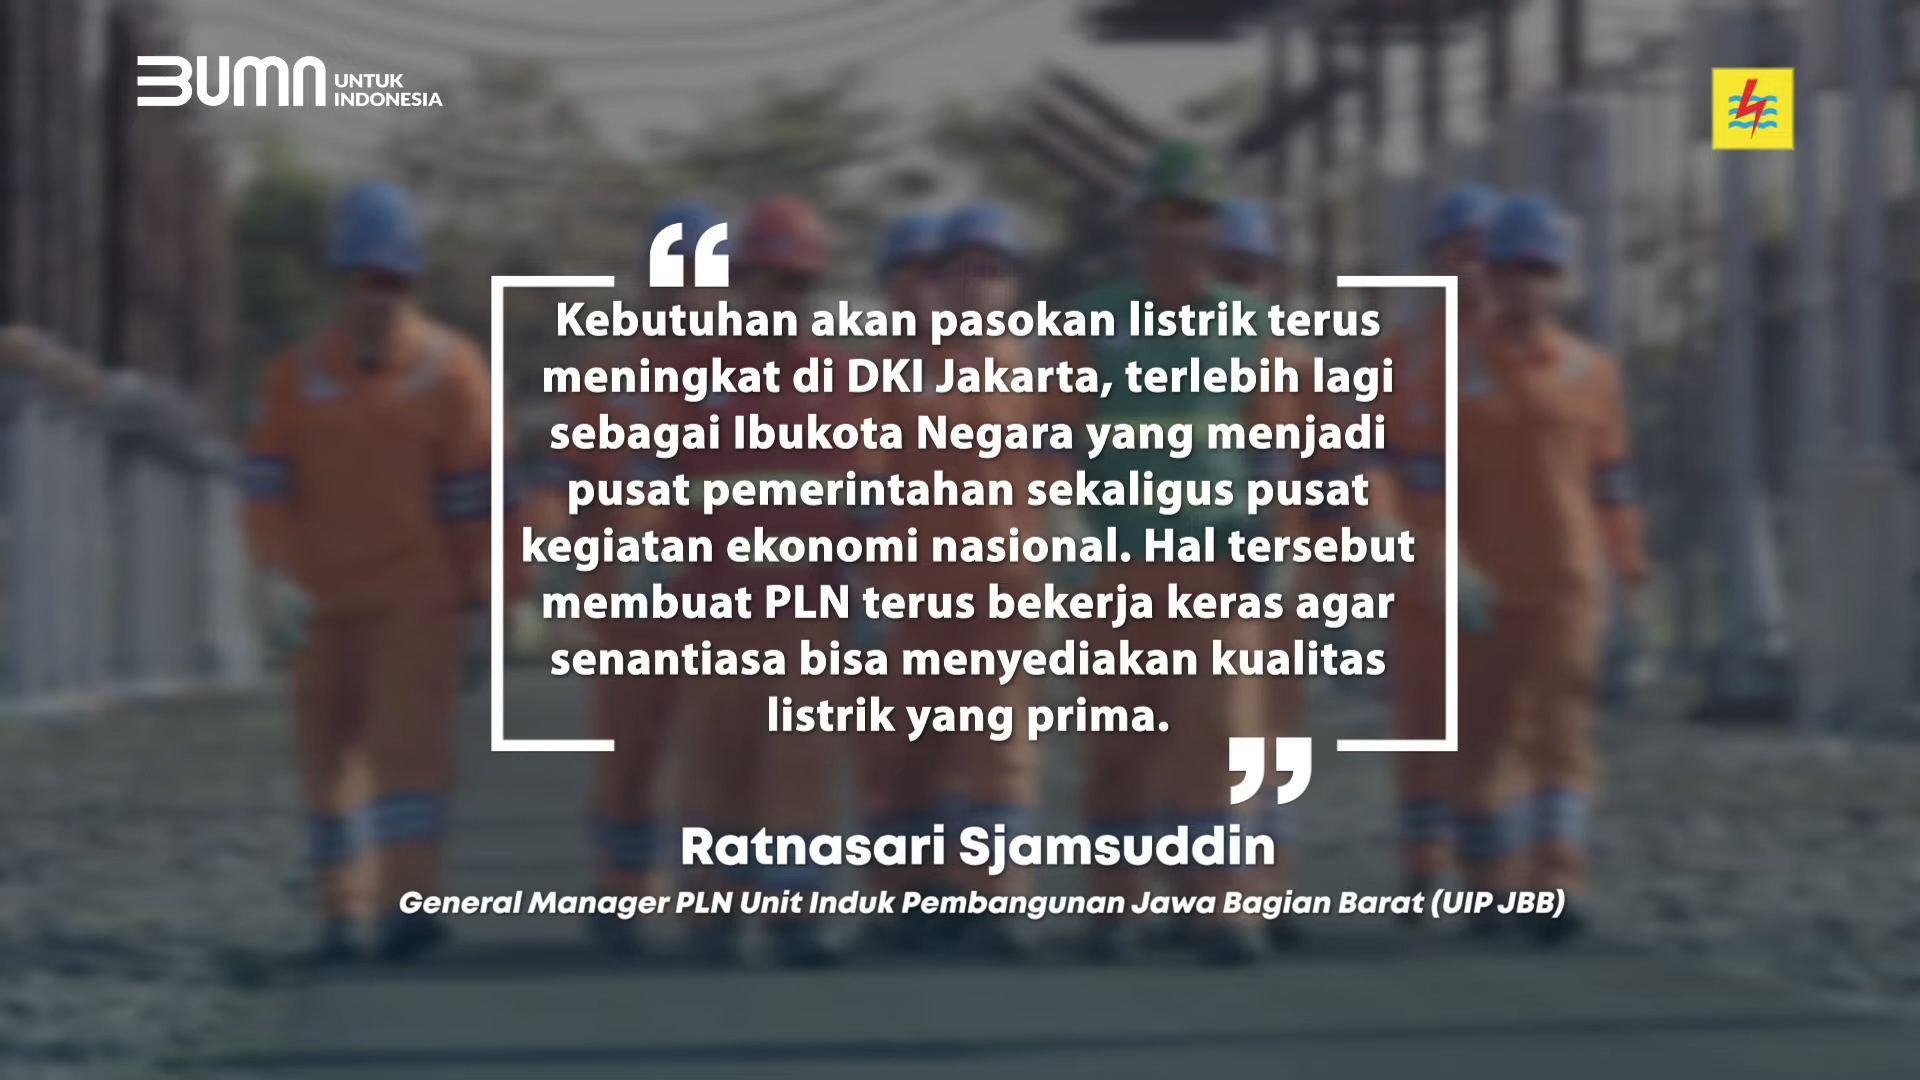 BUMN UNTUK
INDONESIA
“
Kebutuhan akan pasokan listrik terus
meningkat di DKI Jakarta, terlebih lagi
sebagai Ibukota Negara yang menjadi
pusat pemerintahan sekaligus pusat
kegiatan ekonomi nasional. Hal tersebut
membuat PLN terus bekerja keras agar
senantiasa bisa menyediakan kualitas
listrik yang prima.
”
Ratnasari Sjamsuddin
General Manager PLN Unit Induk Pembangunan Jawa Bagian Barat (UIP JBB)